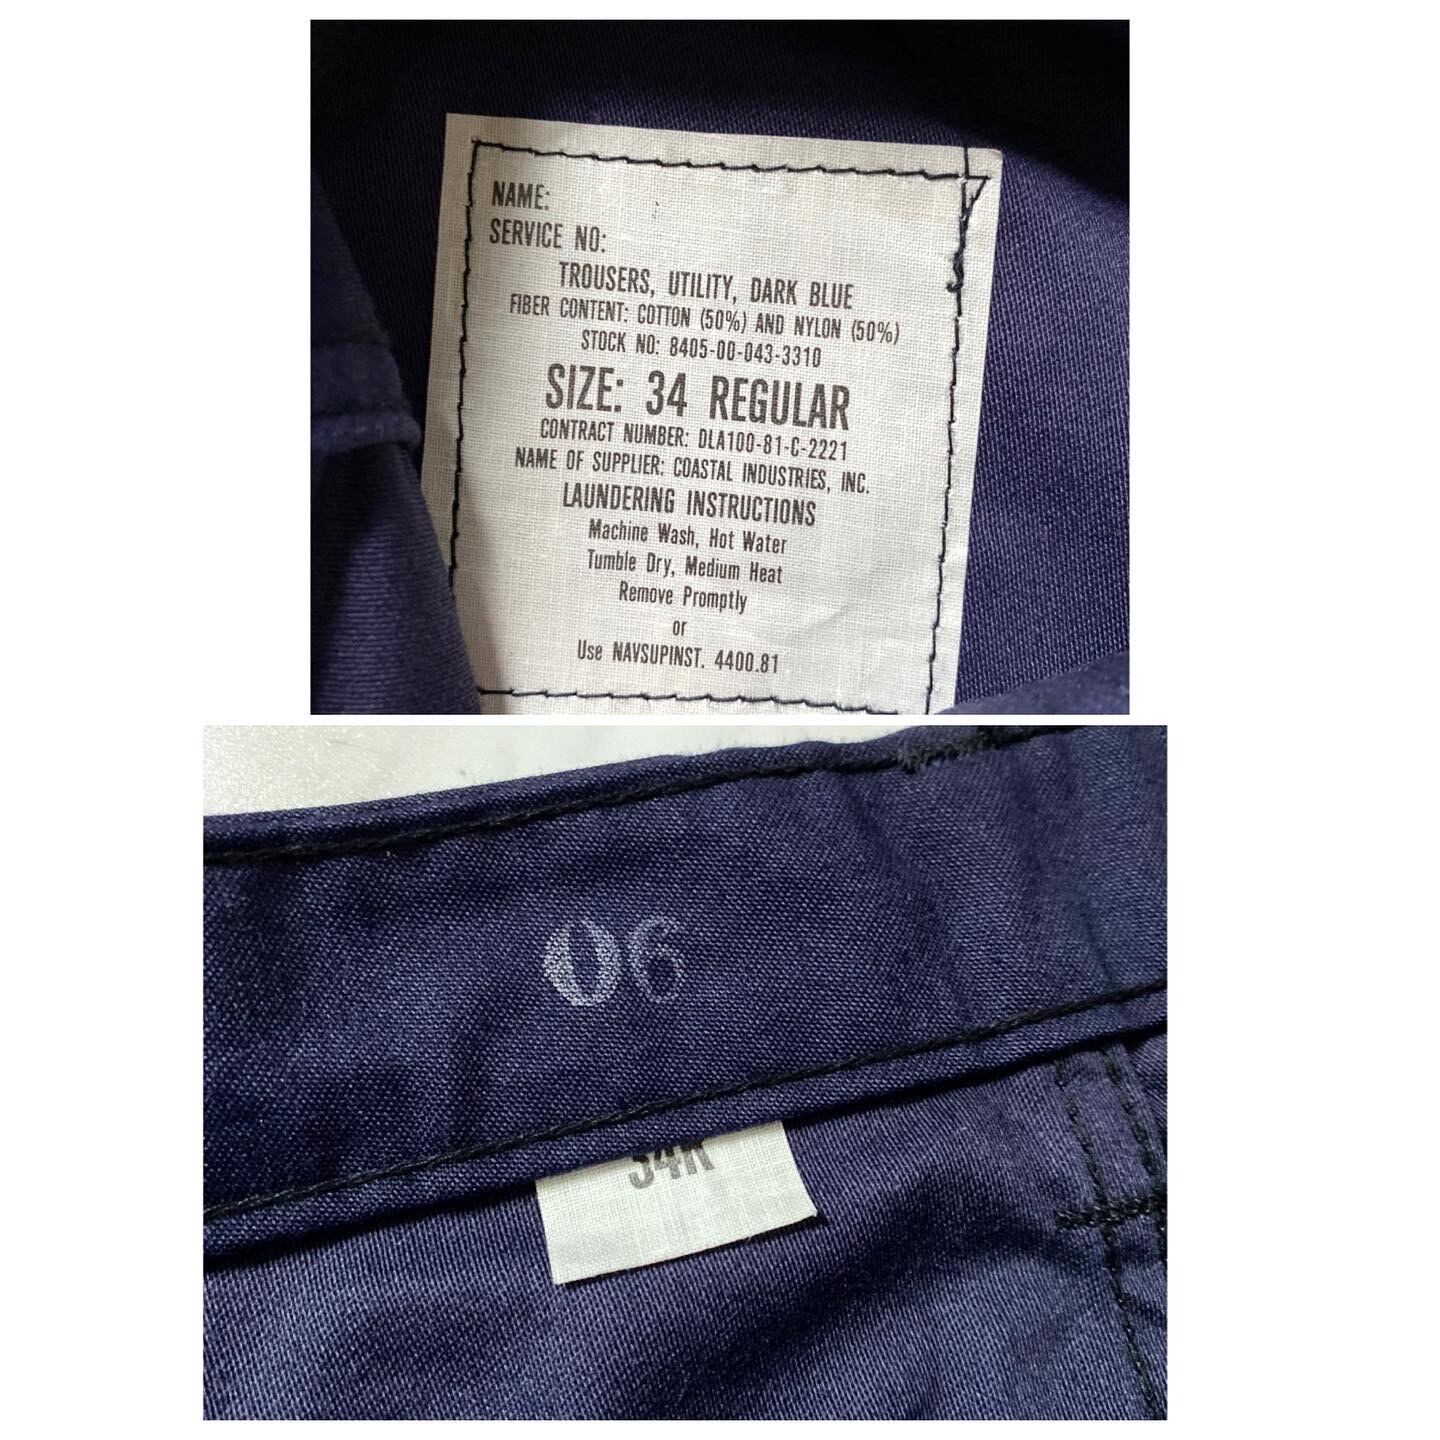 NAME:
SERVICE NO:
TROUSERS, UTILITY, DARK BLUE
FIBER CONTENT: COTTON (50%) AND NYLON (50%)
STOCK NO: 8405-00-043-3310
SIZE: 34 REGULAR
CONTRACT NUMBER: DLA100-81-C-2221
NAME OF SUPPLIER: COASTAL INDUSTRIES, INC.
LAUNDERING INSTRUCTIONS
Machine Wash, Hot Water
Tumble Dry, Medium Heat
Remove Promptly
or
Use NAVSUPINST. 4400.81
06
34R